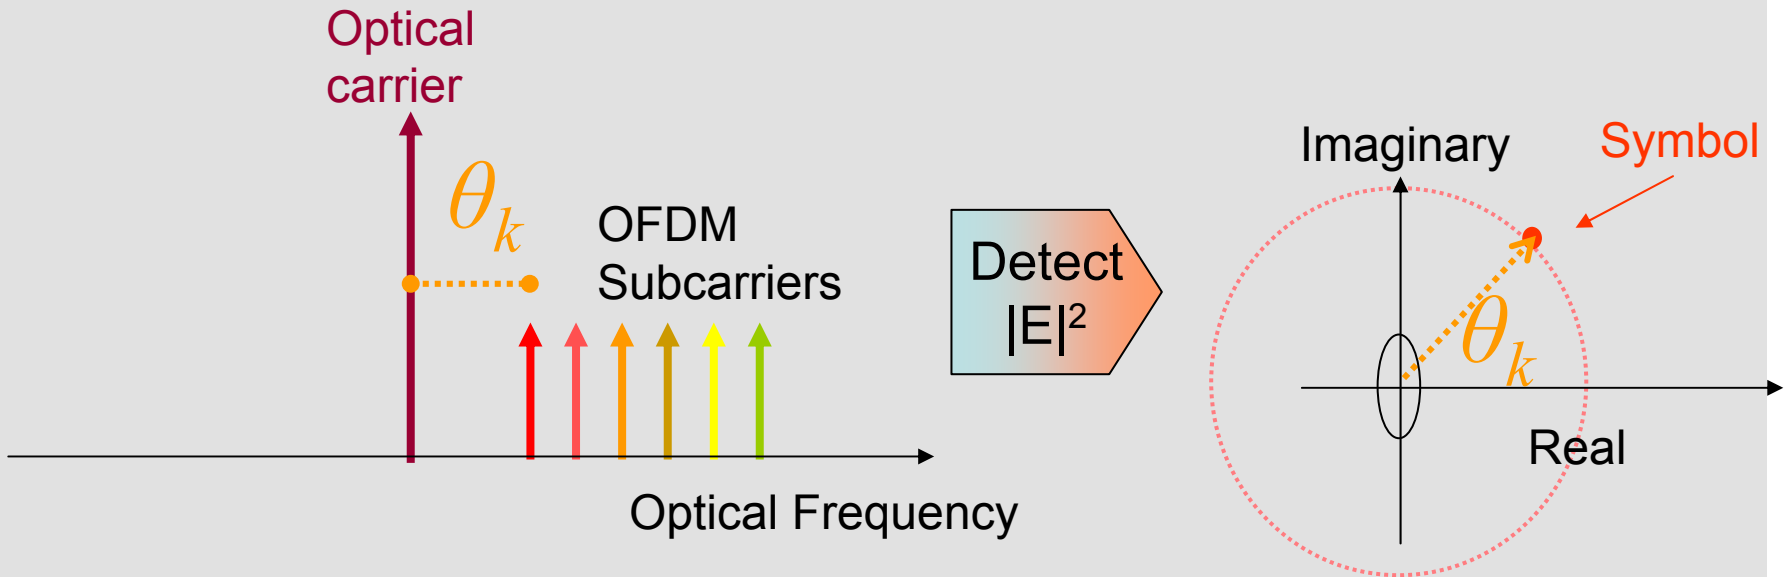 Optical
carrier
θk
OFDM
Subcarriers
Optical Frequency
Detect
|E|²
Imaginary
Symbol
θk
Real